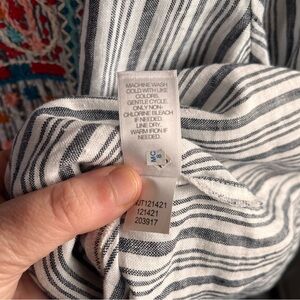 MACHINE WASH
COLD WITH LIKE
COLORS.
GENTLE CYCLE.
ONLY NON-
CHLORINE BLEACH
IF NEEDED.
LINE DRY.
WARM IRON IF
NEEDED.
121421
203917